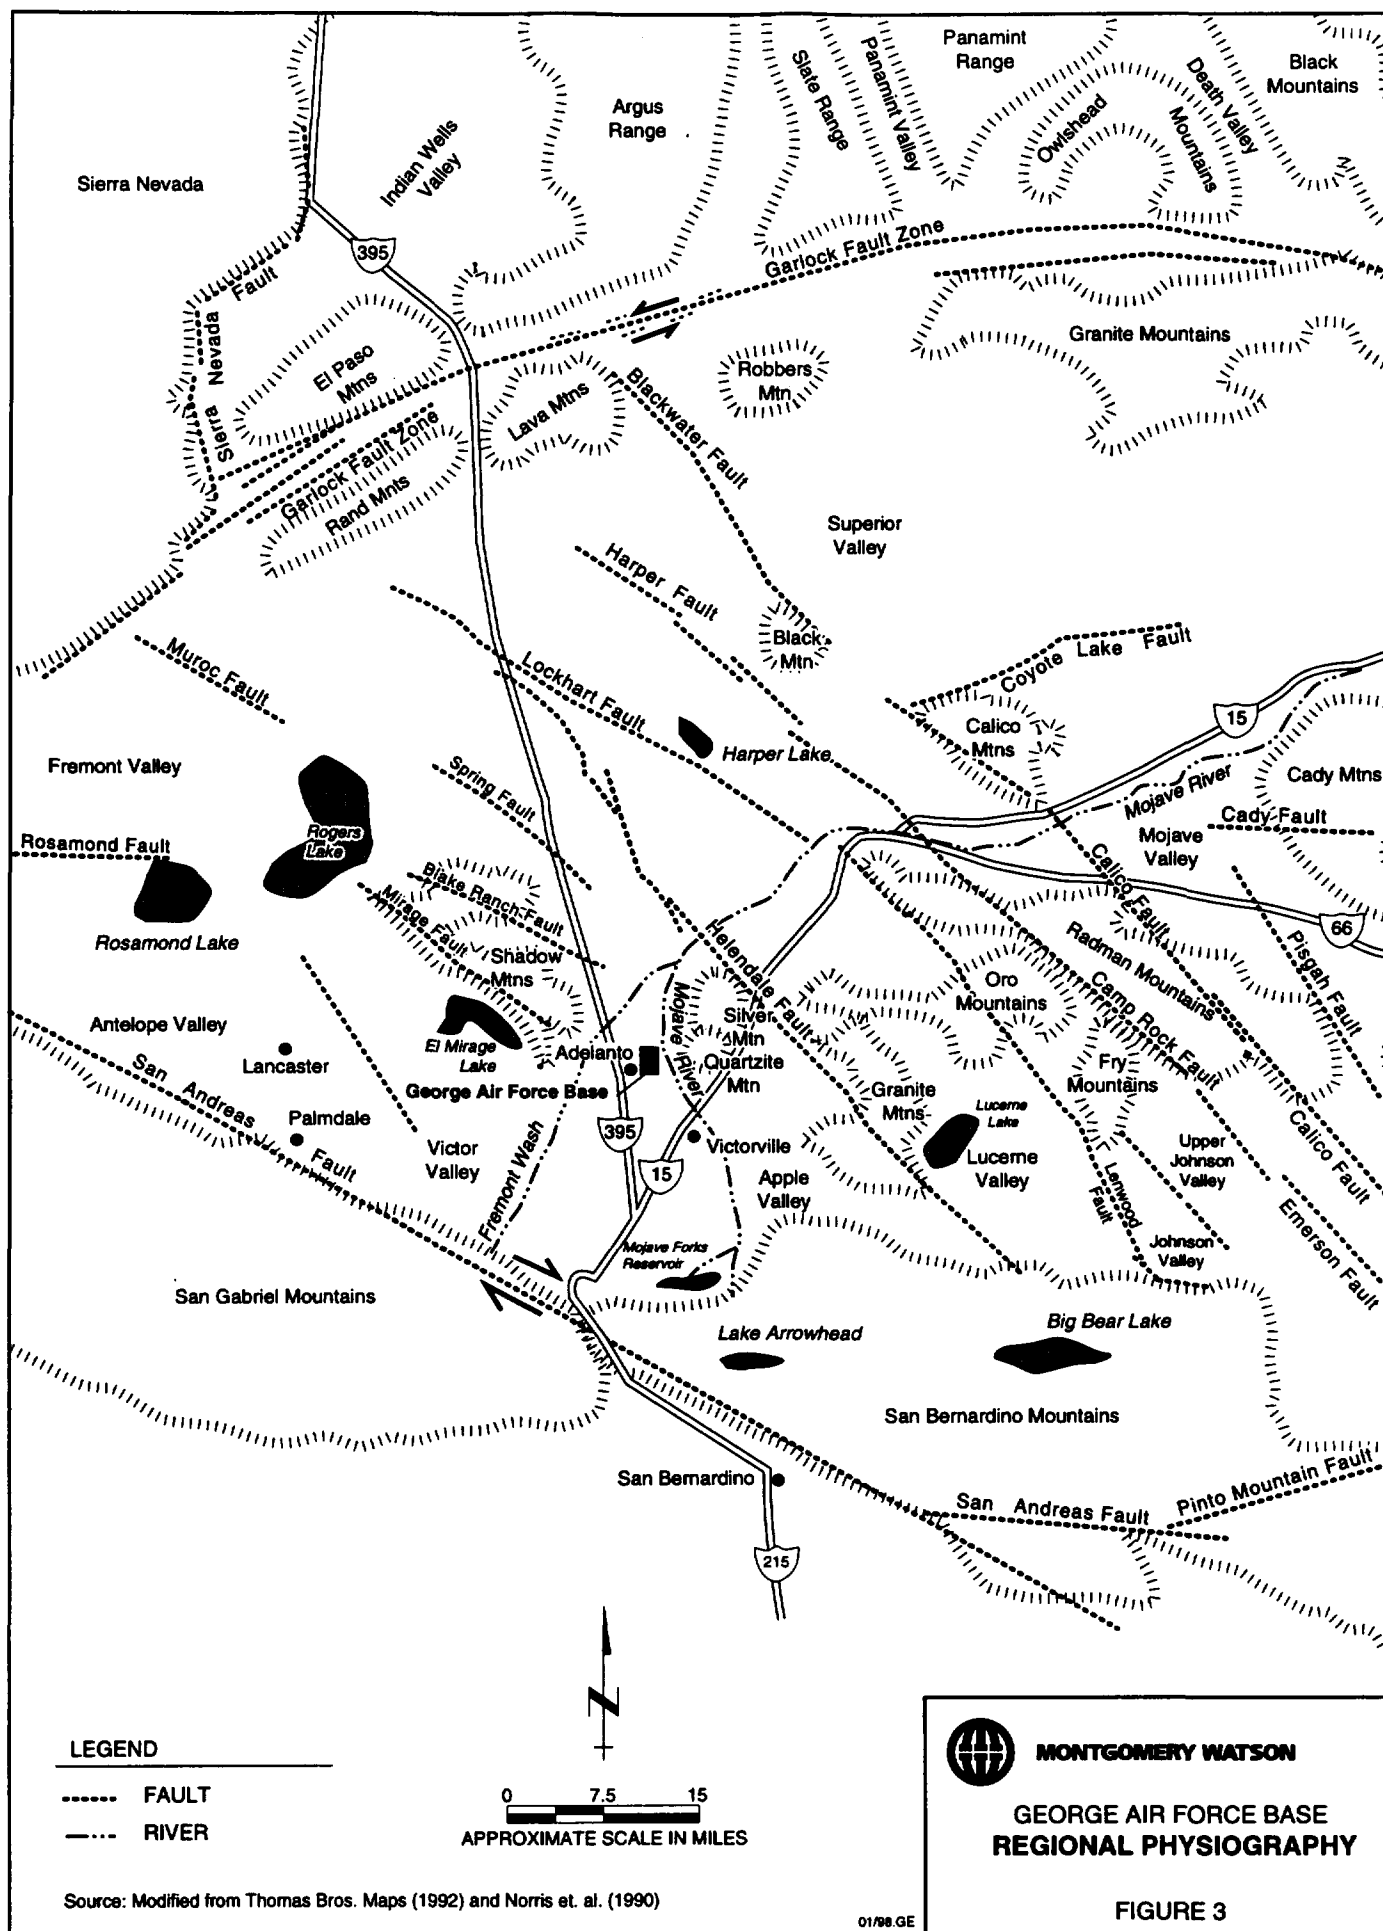 Panamint
Range
Black
Mountains
Slate Range
Panamint Valley
Death Valley
Argus
Range
Owlshead
Mountains
Indian Wells
Valley
Sierra Nevada
395
Garlock Fault Zone
Sierra Nevada
Fault
El Paso
Mtns
Granite Mountains
Robbers
Mtn
Lava Mtns
Blackwater Fault
Garlock Fault Zone
Rand Mnts
Superior
Valley
Harper Fault
Black
Mtn
Muroc Fault
Lockhart Fault
Coyote Lake Fault
15
Calico
Mtns
Harper Lake
Fremont Valley
Spring Fault
Mojave River
Cady Mtns
Cady Fault
Mojave
Valley
Rosamond Fault
Rogers
Lake
Calico Fault
Blake Ranch Fault
Mirage Fault
66
Rosamond Lake
Helendale Fault
Radman Mountains
Pisgah Fault
Shadow
Mtns
Oro
Mountains
Camp Rock Fault
Mojave River
Silver
Mtn
Antelope Valley
El Mirage
Lake
Adelanto
Quartzite
Mtn
Fry
Mountains
Lancaster
George Air Force Base
Granite
Mtns
Lucerne
Lake
San Andreas Fault
Palmdale
395
Victorville
Calico Fault
Victor
Valley
Fremont Wash
15
Apple
Valley
Lucerne
Valley
Upper
Johnson
Valley
Lenwood
Fault
Emerson Fault
Mojave Forks
Reservoir
Johnson
Valley
San Gabriel Mountains
Lake Arrowhead
Big Bear Lake
San Bernardino Mountains
San Bernardino
Pinto Mountain Fault
San Andreas Fault
215
N
LEGEND
FAULT
RIVER
0 7.5 15
APPROXIMATE SCALE IN MILES
Source: Modified from Thomas Bros. Maps (1992) and Norris et. al. (1990)
01/98.GE
MONTGOMERY WATSON
GEORGE AIR FORCE BASE
REGIONAL PHYSIOGRAPHY
FIGURE 3